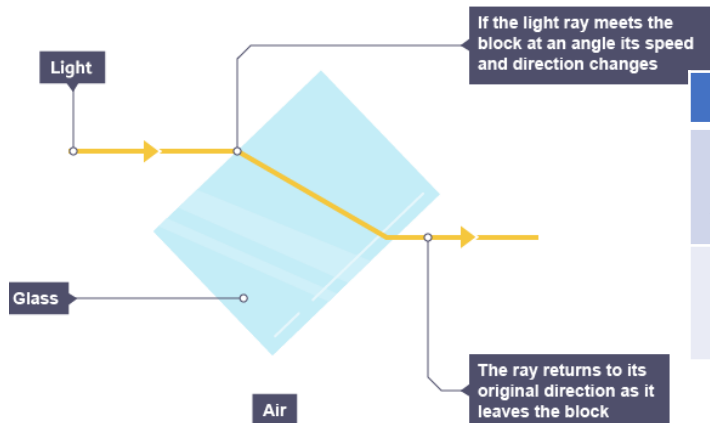 If the light ray meets the
block at an angle its speed
and direction changes
Light
Glass
The ray returns to its
original direction as it
leaves the block
Air